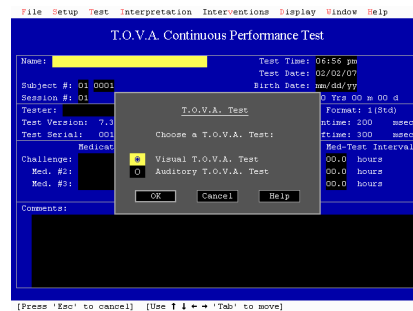 File Setup Test Interpretation Interventions Display Window Help
T.O.V.A. Continuous Performance Test
Name: Test Time: 06:56 pm
Test Date: 02/02/07
Subject #: 01 0001 Birth Date: mm/dd/yy
Session #: 01 0 Yrs 00 m 00 d
Tester: T.O.V.A. Test Format: 1(Std)
Test Version: 7.3 ntime: 200 msec
Test Serial: 001 Choose a T.O.V.A. Test: ftime: 300 msec
Medicat Med-Test Interval
Challenge: Visual T.O.V.A. Test 00.0 hours
Med. #2: Auditory T.O.V.A. Test 00.0 hours
Med. #3: 00.0 hours
OK Cancel Help
Comments:
[Press 'Esc' to cancel] [Use ↑ ↓ ← → 'Tab' to move]